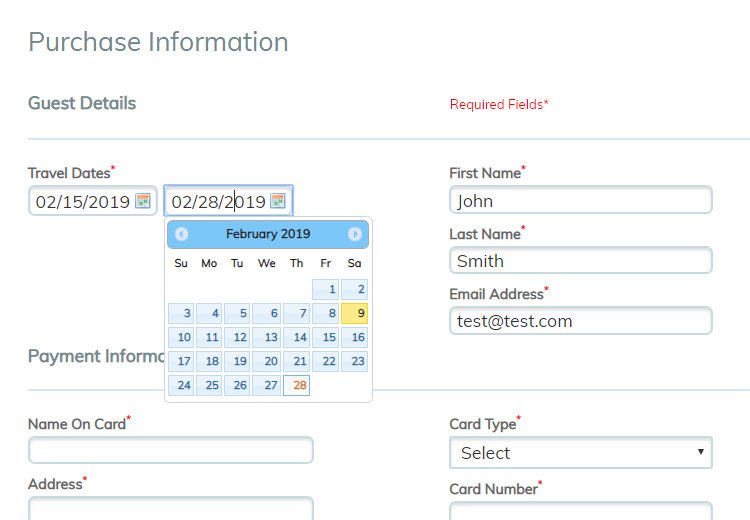 Purchase Information
Guest Details
Required Fields*
Travel Dates*
02/15/2019 02/28/2019
First Name*
John
February 2019
Su Mo Tu We Th Fr Sa
1 2
3 4 5 6 7 8 9
10 11 12 13 14 15 16
17 18 19 20 21 22 23
24 25 26 27 28
Last Name*
Smith
Email Address*
test@test.com
Payment Informa
Name On Card*
Card Type*
Select
Address*
Card Number*